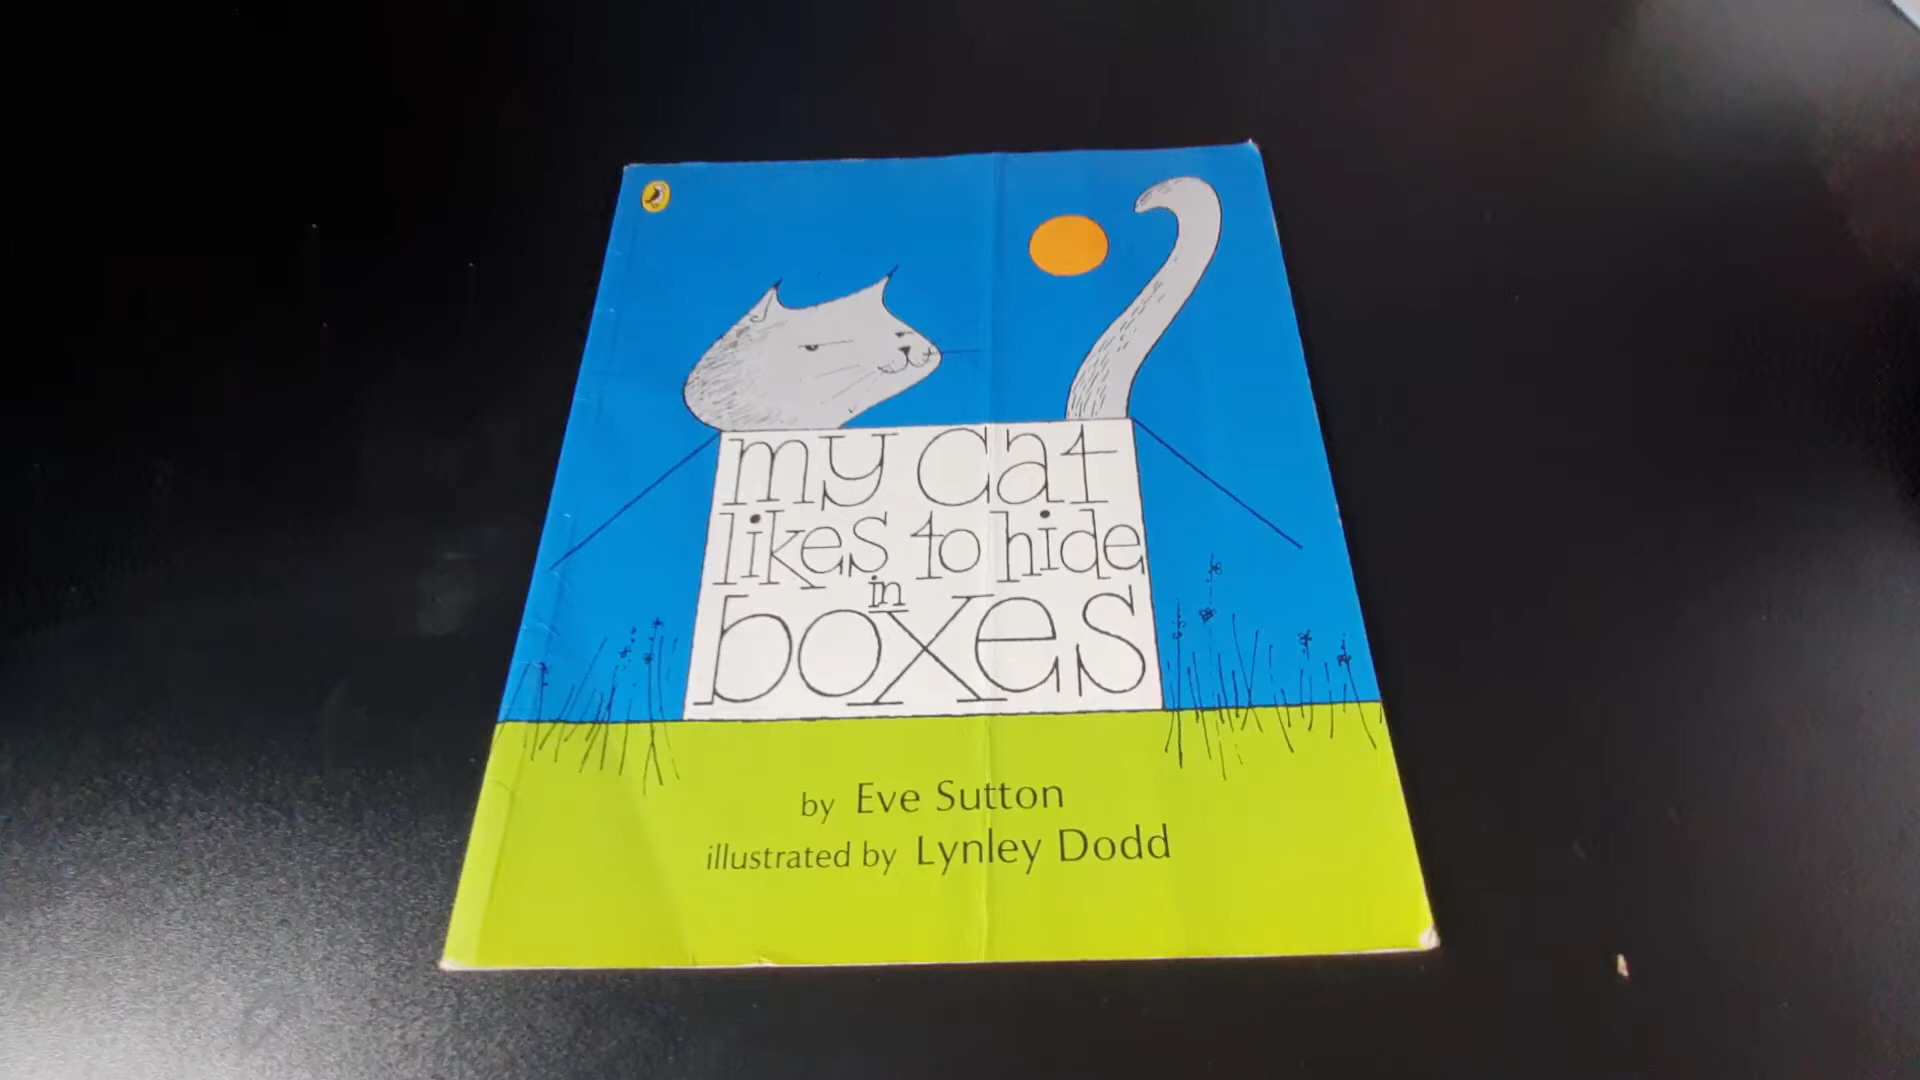 my cat
likes to hide
in
boxes
by Eve Sutton
illustrated by Lynley Dodd